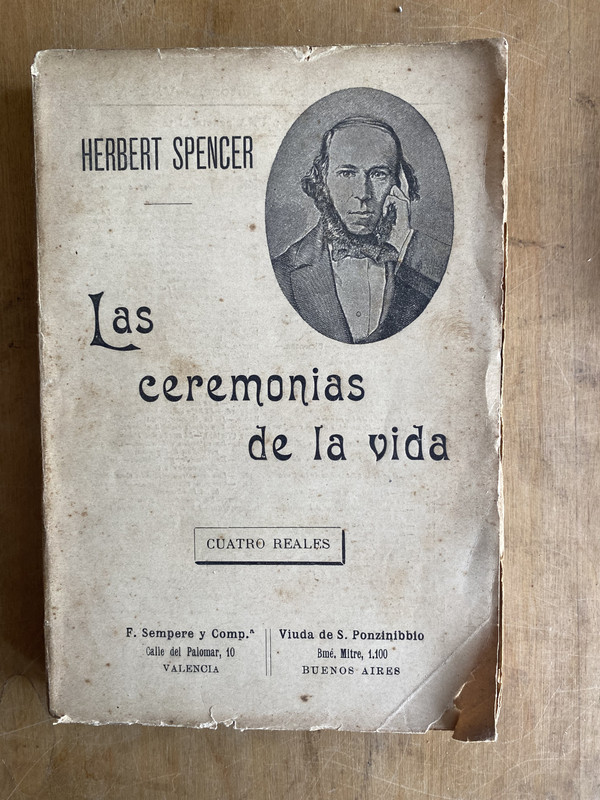 HERBERT SPENCER
Las
ceremonias
de la vida
CUATRO REALES
F. Sempere y Comp.ª
Calle del Palomar, 10
VALENCIA
Viuda de S. Ponzinibbio
Bmé. Mitre, 1.100
BUENOS AIRES